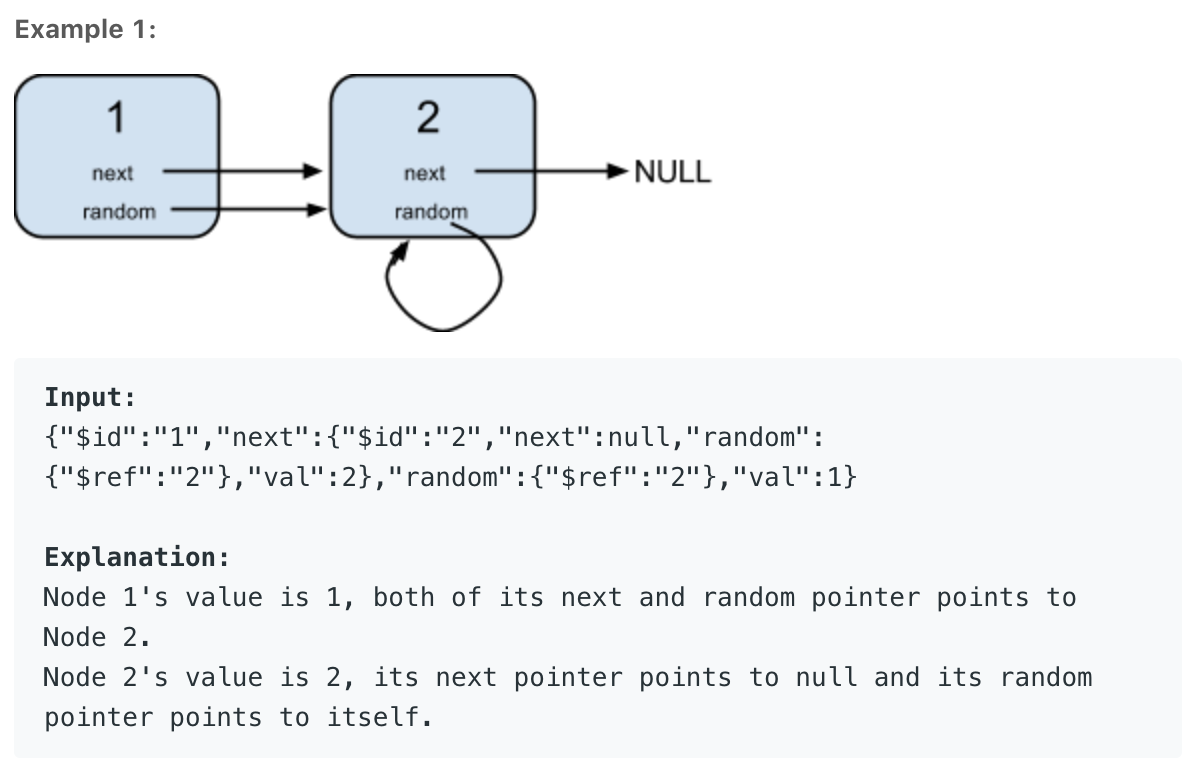 Example 1:
1
2
next
next
NULL
random
random
Input:
{"$id":"1","next":{"$id":"2","next":null,"random":
{"$ref":"2"},"val":2},"random":{"$ref":"2"},"val":1}
Explanation:
Node 1's value is 1, both of its next and random pointer points to
Node 2.
Node 2's value is 2, its next pointer points to null and its random
pointer points to itself.